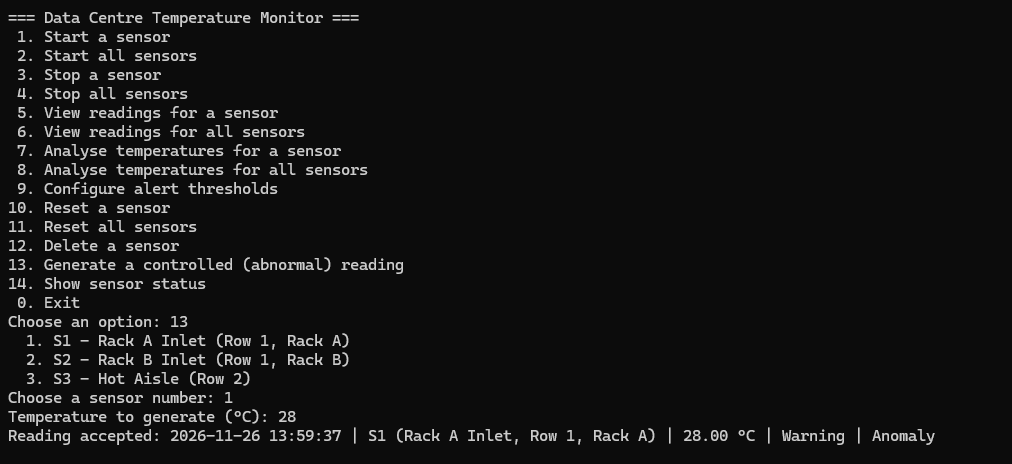 === Data Centre Temperature Monitor ===
 1. Start a sensor
 2. Start all sensors
 3. Stop a sensor
 4. Stop all sensors
 5. View readings for a sensor
 6. View readings for all sensors
 7. Analyse temperatures for a sensor
 8. Analyse temperatures for all sensors
 9. Configure alert thresholds
10. Reset a sensor
11. Reset all sensors
12. Delete a sensor
13. Generate a controlled (abnormal) reading
14. Show sensor status
 0. Exit
Choose an option: 13
  1. S1 - Rack A Inlet (Row 1, Rack A)
  2. S2 - Rack B Inlet (Row 1, Rack B)
  3. S3 - Hot Aisle (Row 2)
Choose a sensor number: 1
Temperature to generate (°C): 28
Reading accepted: 2026-11-26 13:59:37 | S1 (Rack A Inlet, Row 1, Rack A) | 28.00 °C | Warning | Anomaly